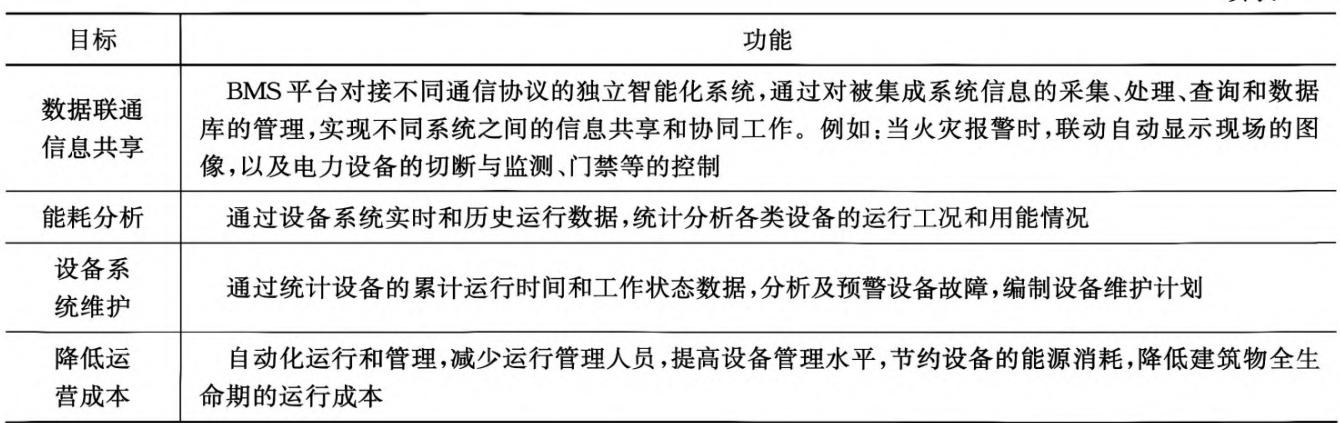 目标 功能
数据联通
信息共享
BMS平台对接不同通信协议的独立智能化系统,通过对被集成系统信息的采集、处理、查询和数据
库的管理,实现不同系统之间的信息共享和协同工作。例如:当火灾报警时,联动自动显示现场的图
像,以及电力设备的切断与监测、门禁等的控制
能耗分析 通过设备系统实时和历史运行数据,统计分析各类设备的运行工况和用能情况
设备系
统维护
通过统计设备的累计运行时间和工作状态数据,分析及预警设备故障,编制设备维护计划
降低运
营成本
自动化运行和管理,减少运行管理人员,提高设备管理水平,节约设备的能源消耗,降低建筑物全生
命期的运行成本